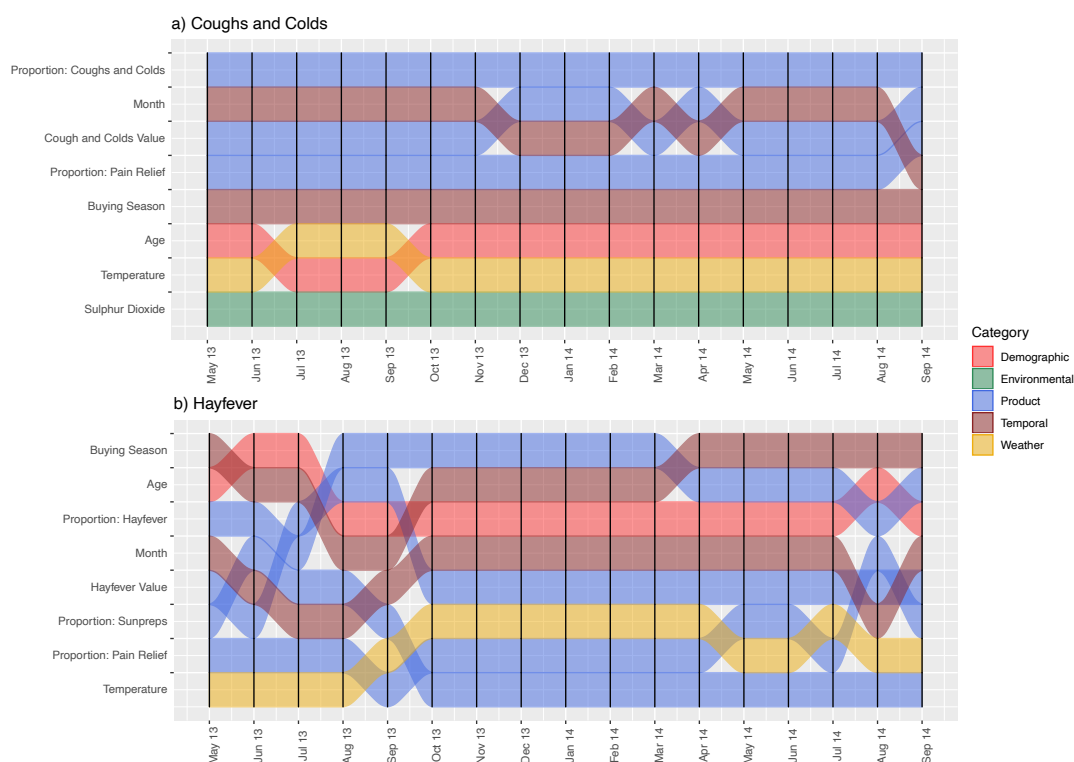 a) Coughs and Colds
Proportion: Coughs and Colds
Month
Cough and Colds Value
Proportion: Pain Relief
Buying Season
Age
Temperature
Sulphur Dioxide
May 13
Jun 13
Jul 13
Aug 13
Sep 13
Oct 13
Nov 13
Dec 13
Jan 14
Feb 14
Mar 14
Apr 14
May 14
Jun 14
Jul 14
Aug 14
Sep 14
Category
Demographic
Environmental
Product
Temporal
Weather
b) Hayfever
Buying Season
Age
Proportion: Hayfever
Month
Hayfever Value
Proportion: Sunpreps
Proportion: Pain Relief
Temperature
May 13
Jun 13
Jul 13
Aug 13
Sep 13
Oct 13
Nov 13
Dec 13
Jan 14
Feb 14
Mar 14
Apr 14
May 14
Jun 14
Jul 14
Aug 14
Sep 14